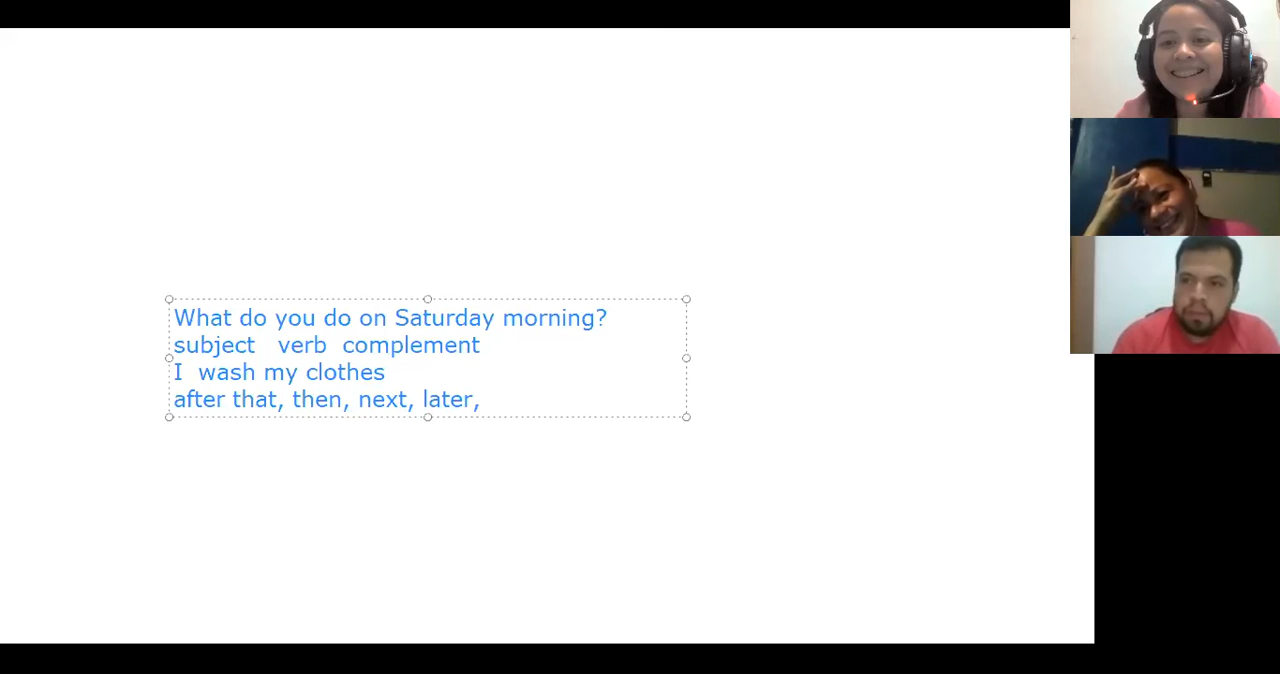 What do you do on Saturday morning?
subject verb complement
I wash my clothes
after that, then, next, later,